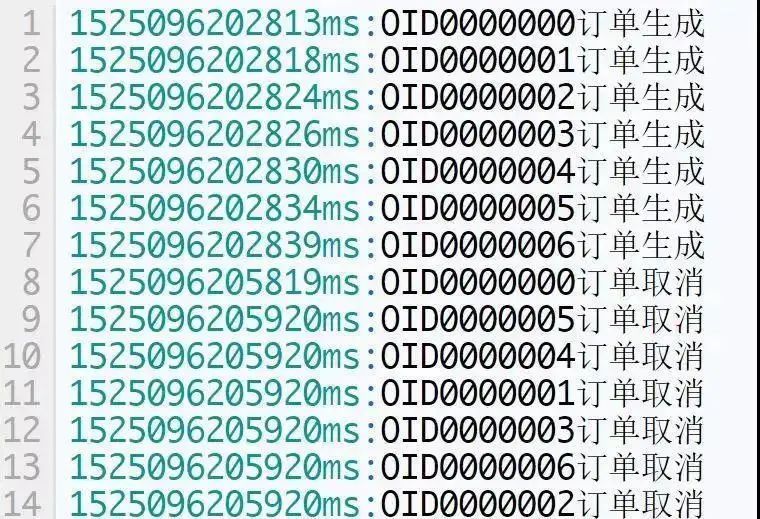 1 1525096202813ms:OID0000000订单生成
2 1525096202818ms:OID0000001订单生成
3 1525096202824ms:OID0000002订单生成
4 1525096202826ms:OID0000003订单生成
5 1525096202830ms:OID0000004订单生成
6 1525096202834ms:OID0000005订单生成
7 1525096202839ms:OID0000006订单生成
8 1525096205819ms:OID0000000订单取消
9 1525096205920ms:OID0000005订单取消
10 1525096205920ms:OID0000004订单取消
11 1525096205920ms:OID0000001订单取消
12 1525096205920ms:OID0000003订单取消
13 1525096205920ms:OID0000006订单取消
14 1525096205920ms:OID0000002订单取消